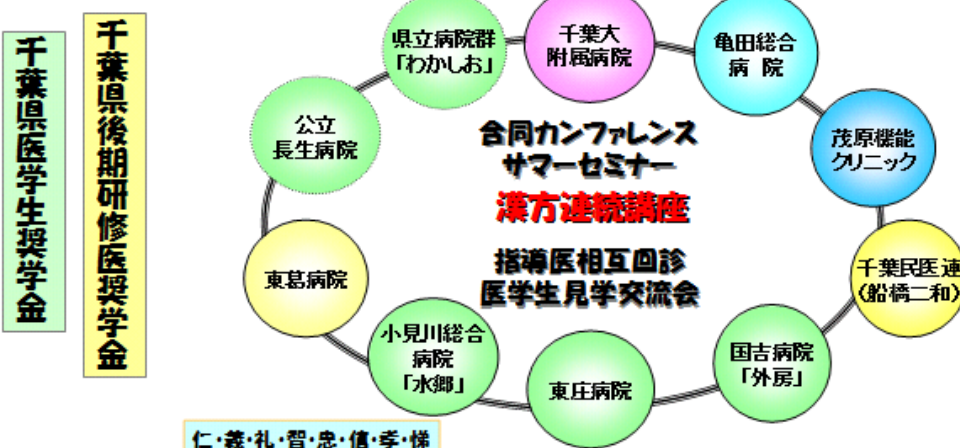 千葉県医学生奨学金
千葉県後期研修医奨学金
県立病院群
「わかしお」
千葉大
附属病院
亀田総合
病 院
茂原機能
クリニック
千葉民医連
(船橋二和)
国吉病院
「外房」
東庄病院
小見川総合
病院
「水郷」
東葛病院
公立
長生病院
合同カンファレンス
サマーセミナー
漢方連続講座
指導医相互回診
医学生見学交流会
仁・義・礼・智・忠・信・孝・悌